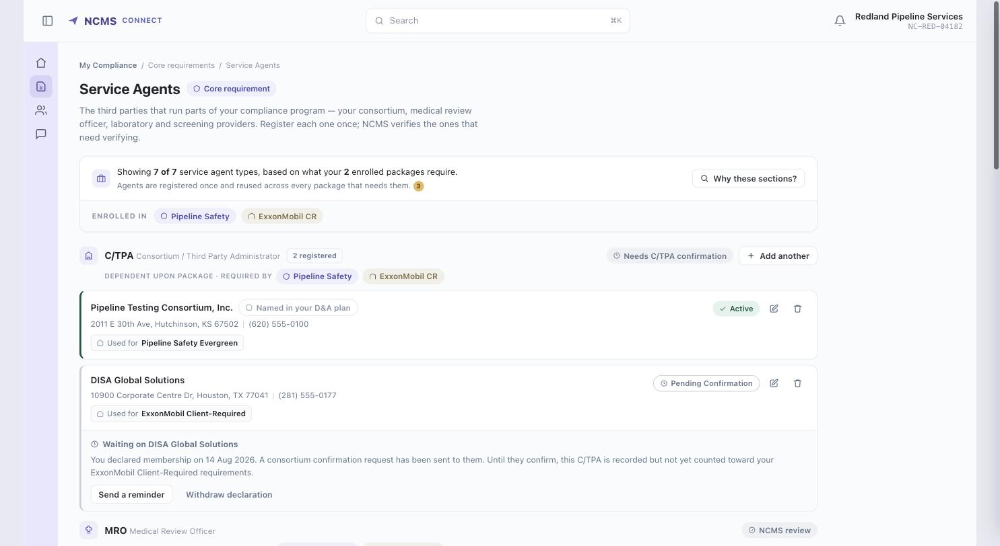 NCMS CONNECT
Search ⌘K
Redland Pipeline Services
NC-RED-04182
My Compliance / Core requirements / Service Agents
Service Agents Core requirement
The third parties that run parts of your compliance program — your consortium, medical review
officer, laboratory and screening providers. Register each one once; NCMS verifies the ones that
need verifying.
Showing 7 of 7 service agent types, based on what your 2 enrolled packages require.
Agents are registered once and reused across every package that needs them. 3
Why these sections?
ENROLLED IN Pipeline Safety ExxonMobil CR
C/TPA Consortium / Third Party Administrator 2 registered Needs C/TPA confirmation + Add another
DEPENDENT UPON PACKAGE · REQUIRED BY Pipeline Safety ExxonMobil CR
Pipeline Testing Consortium, Inc. Named in your D&A plan Active
2011 E 30th Ave, Hutchinson, KS 67502 | (620) 555-0100
Used for Pipeline Safety Evergreen
DISA Global Solutions Pending Confirmation
10900 Corporate Centre Dr, Houston, TX 77041 | (281) 555-0177
Used for ExxonMobil Client-Required
Waiting on DISA Global Solutions
You declared membership on 14 Aug 2026. A consortium confirmation request has been sent to them. Until they confirm, this C/TPA is recorded but not yet counted toward your
ExxonMobil Client-Required requirements.
Send a reminder Withdraw declaration
MRO Medical Review Officer NCMS review